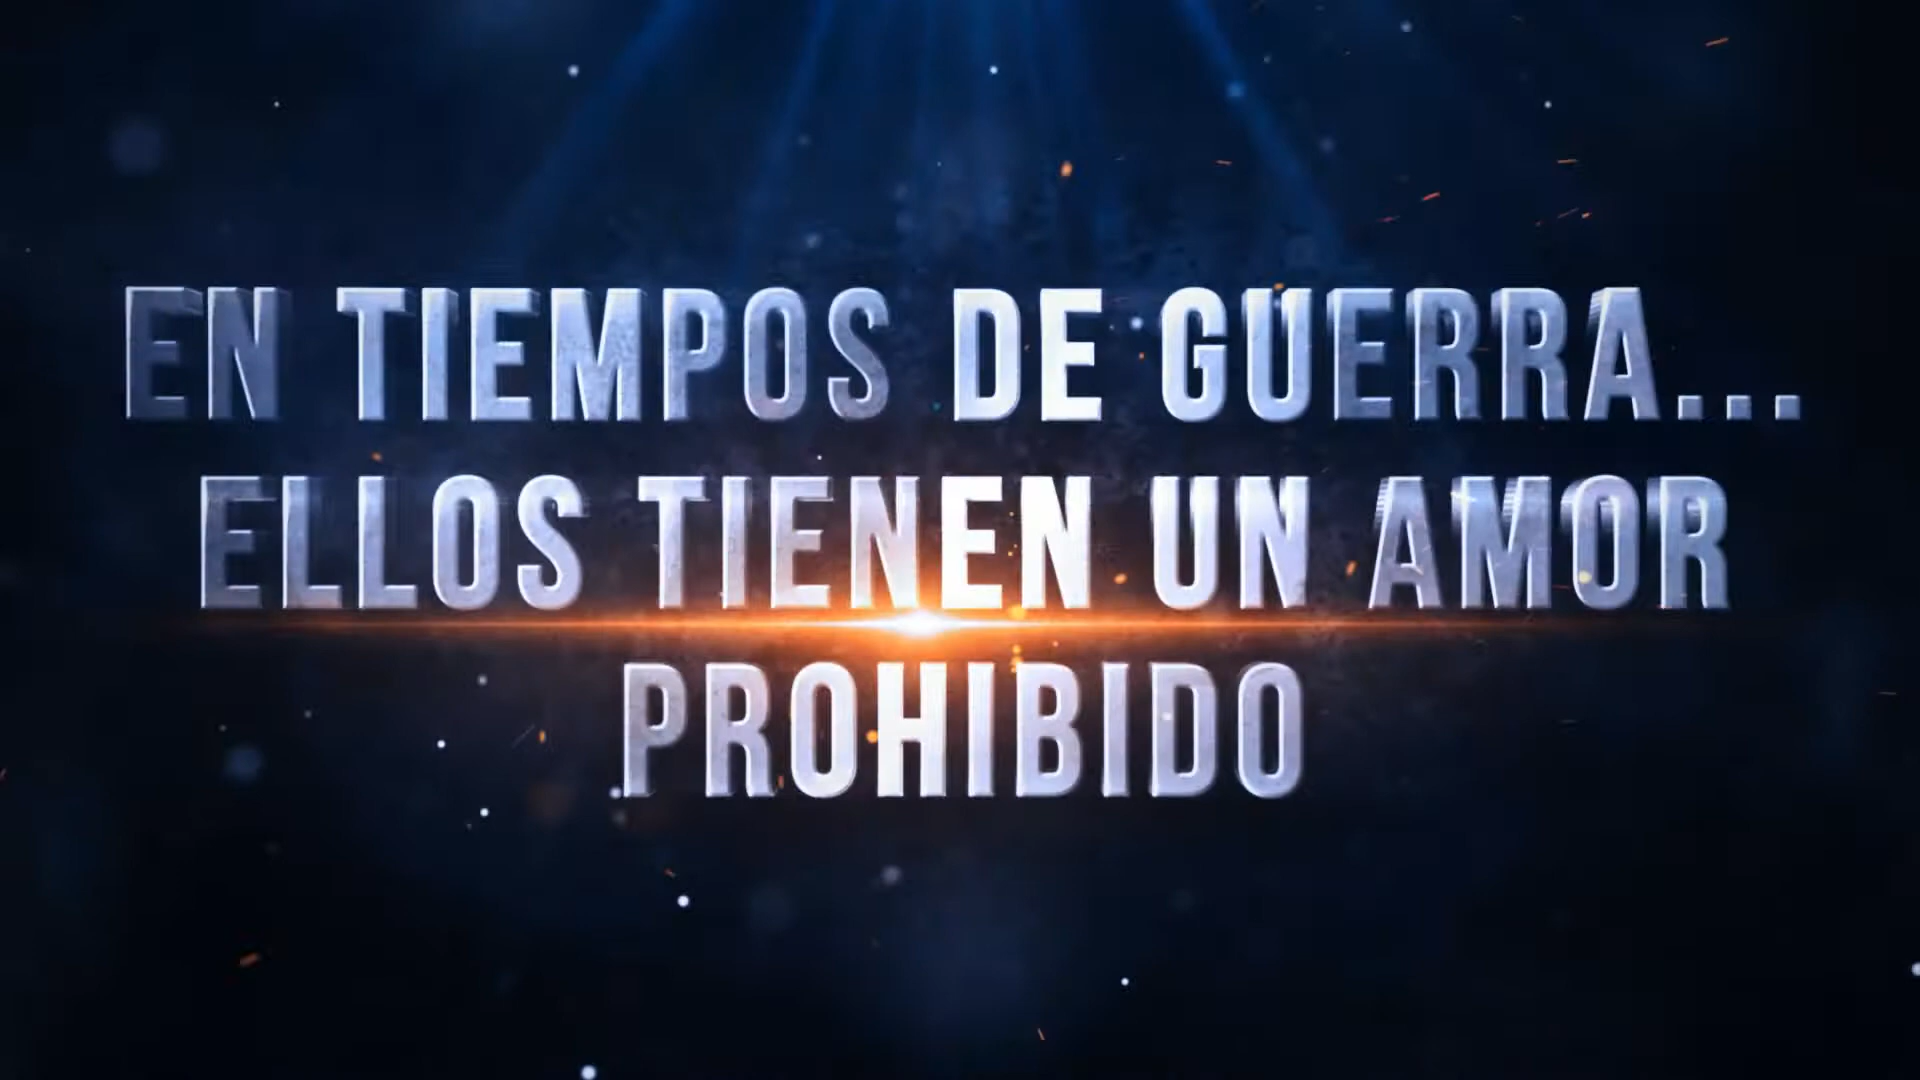 EN TIEMPOS DE GUERRA...
ELLOS TIENEN UN AMOR
PROHIBIDO